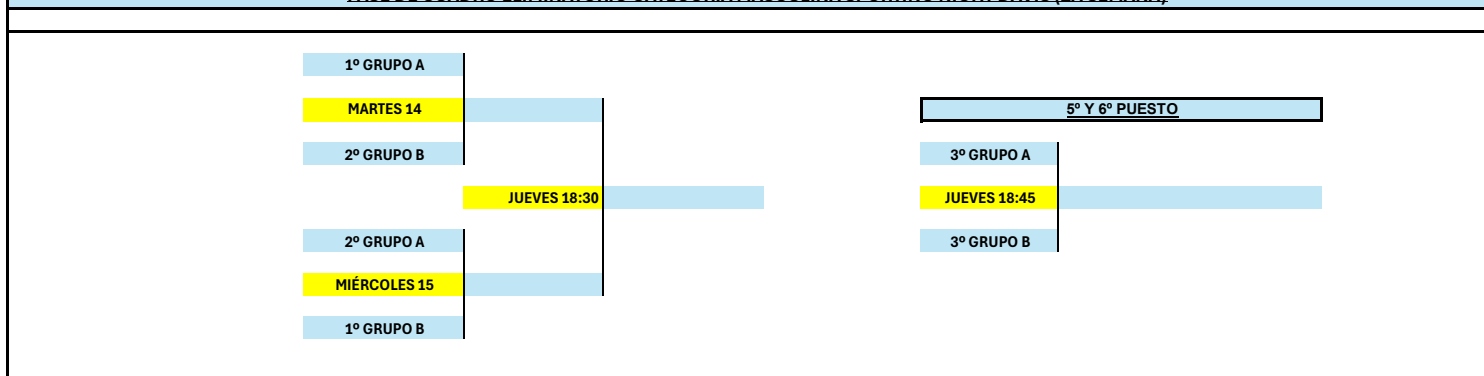 1º GRUPO A
MARTES 14
2º GRUPO B
JUEVES 18:30
2º GRUPO A
MIÉRCOLES 15
1º GRUPO B
5º Y 6º PUESTO
3º GRUPO A
JUEVES 18:45
3º GRUPO B